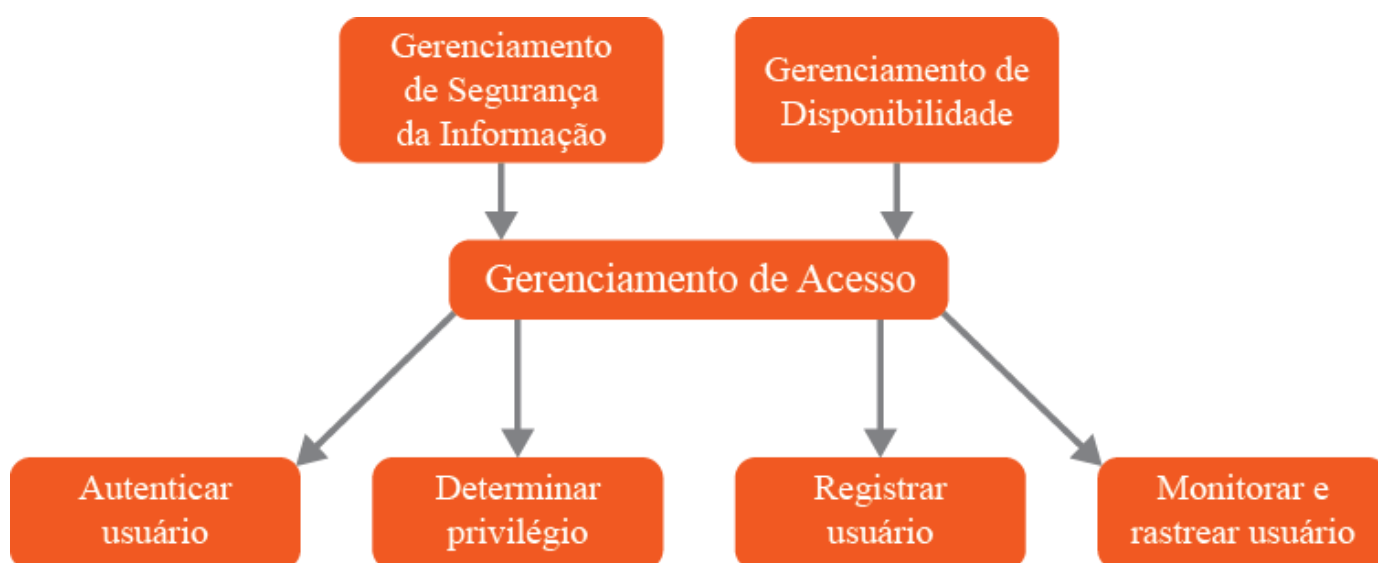 Gerenciamento
de Segurança
da Informação
Gerenciamento de
Disponibilidade
Gerenciamento de Acesso
Autenticar
usuário
Determinar
privilégio
Registrar
usuário
Monitorar e
rastrear usuário